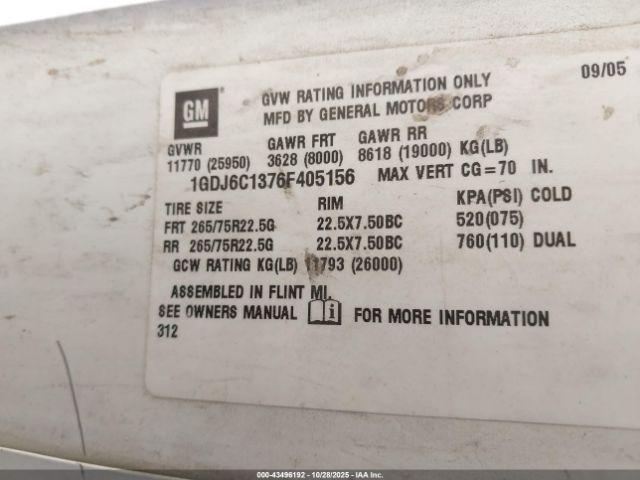 09/05
GM
GVW RATING INFORMATION ONLY
MFD BY GENERAL MOTORS CORP
GVWR GAWR FRT GAWR RR
11770 (25950) 3628 (8000) 8618 (19000) KG(LB)
1GDJ6C1376F405156 MAX VERT CG=70 IN.
TIRE SIZE RIM KPA(PSI) COLD
FRT 265/75R22.5G 22.5X7.50BC 520(075)
RR 265/75R22.5G 22.5X7.50BC 760(110) DUAL
GCW RATING KG(LB) 11793 (26000)
ASSEMBLED IN FLINT MI.
SEE OWNERS MANUAL i FOR MORE INFORMATION
312
000-43496192 - 10/28/2025 - IAA Inc.